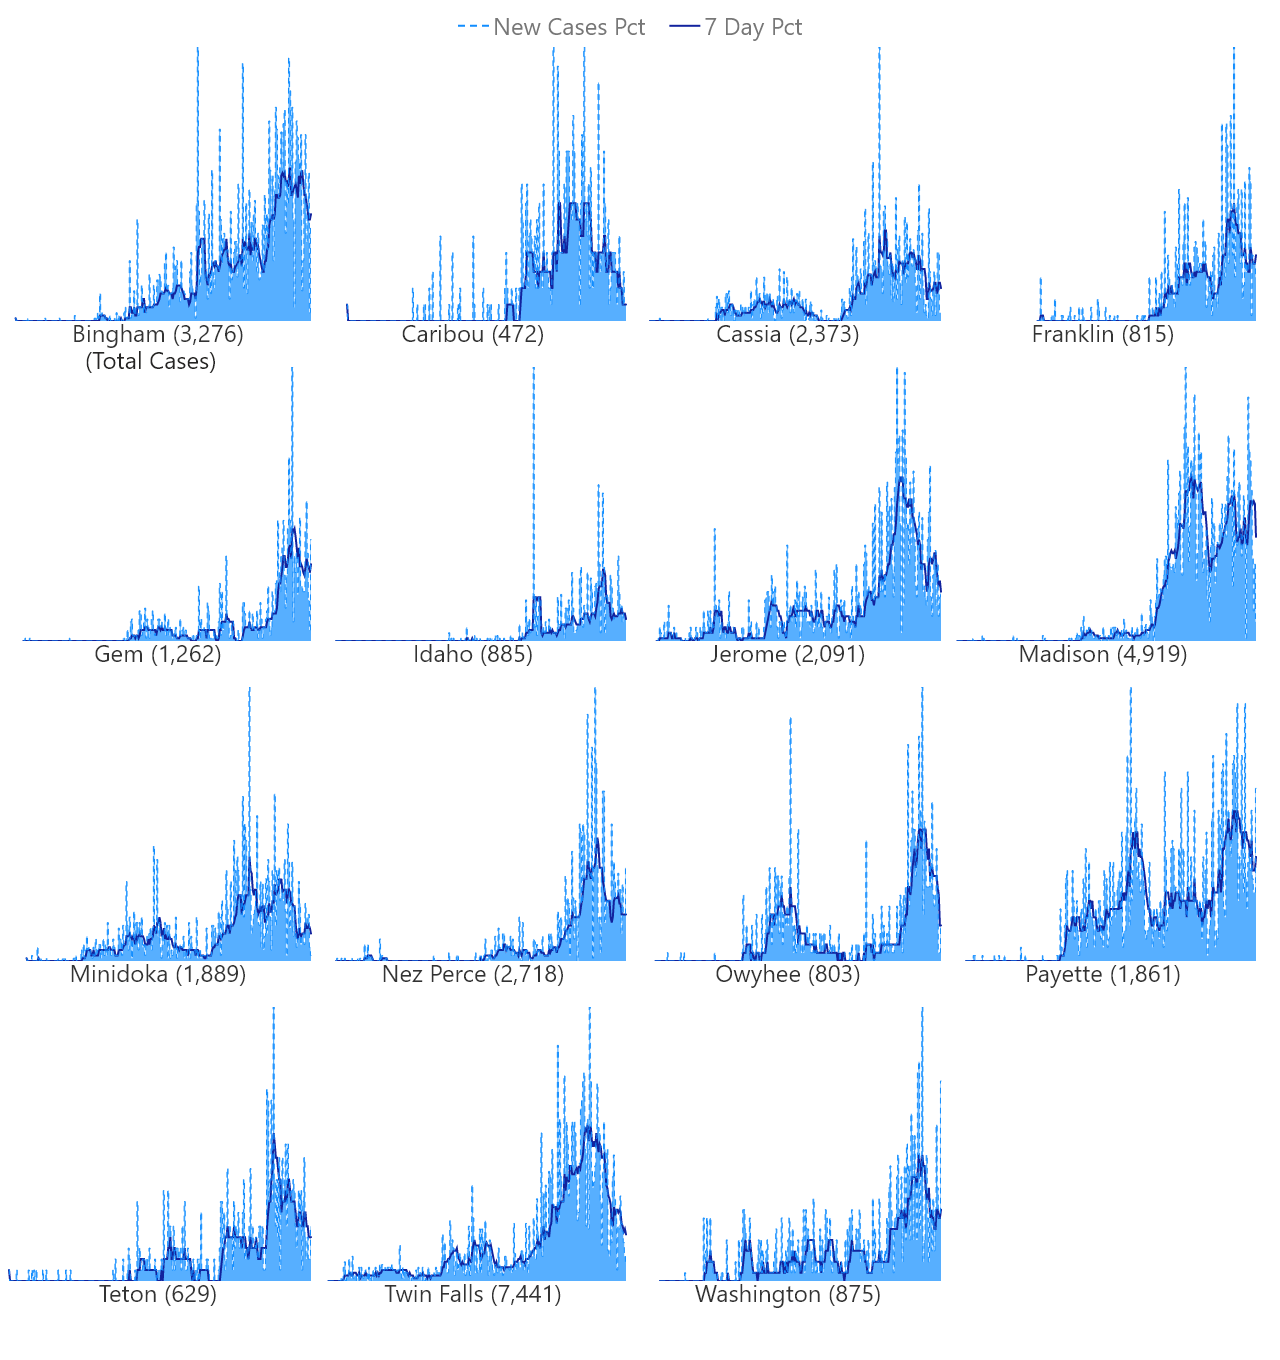 New Cases Pct 7 Day Pct
Bingham (3,276) Caribou (472) Cassia (2,373) Franklin (815)
(Total Cases)
Gem (1,262) Idaho (885) Jerome (2,091) Madison (4,919)
Minidoka (1,889) Nez Perce (2,718) Owyhee (803) Payette (1,861)
Teton (629) Twin Falls (7,441) Washington (875)